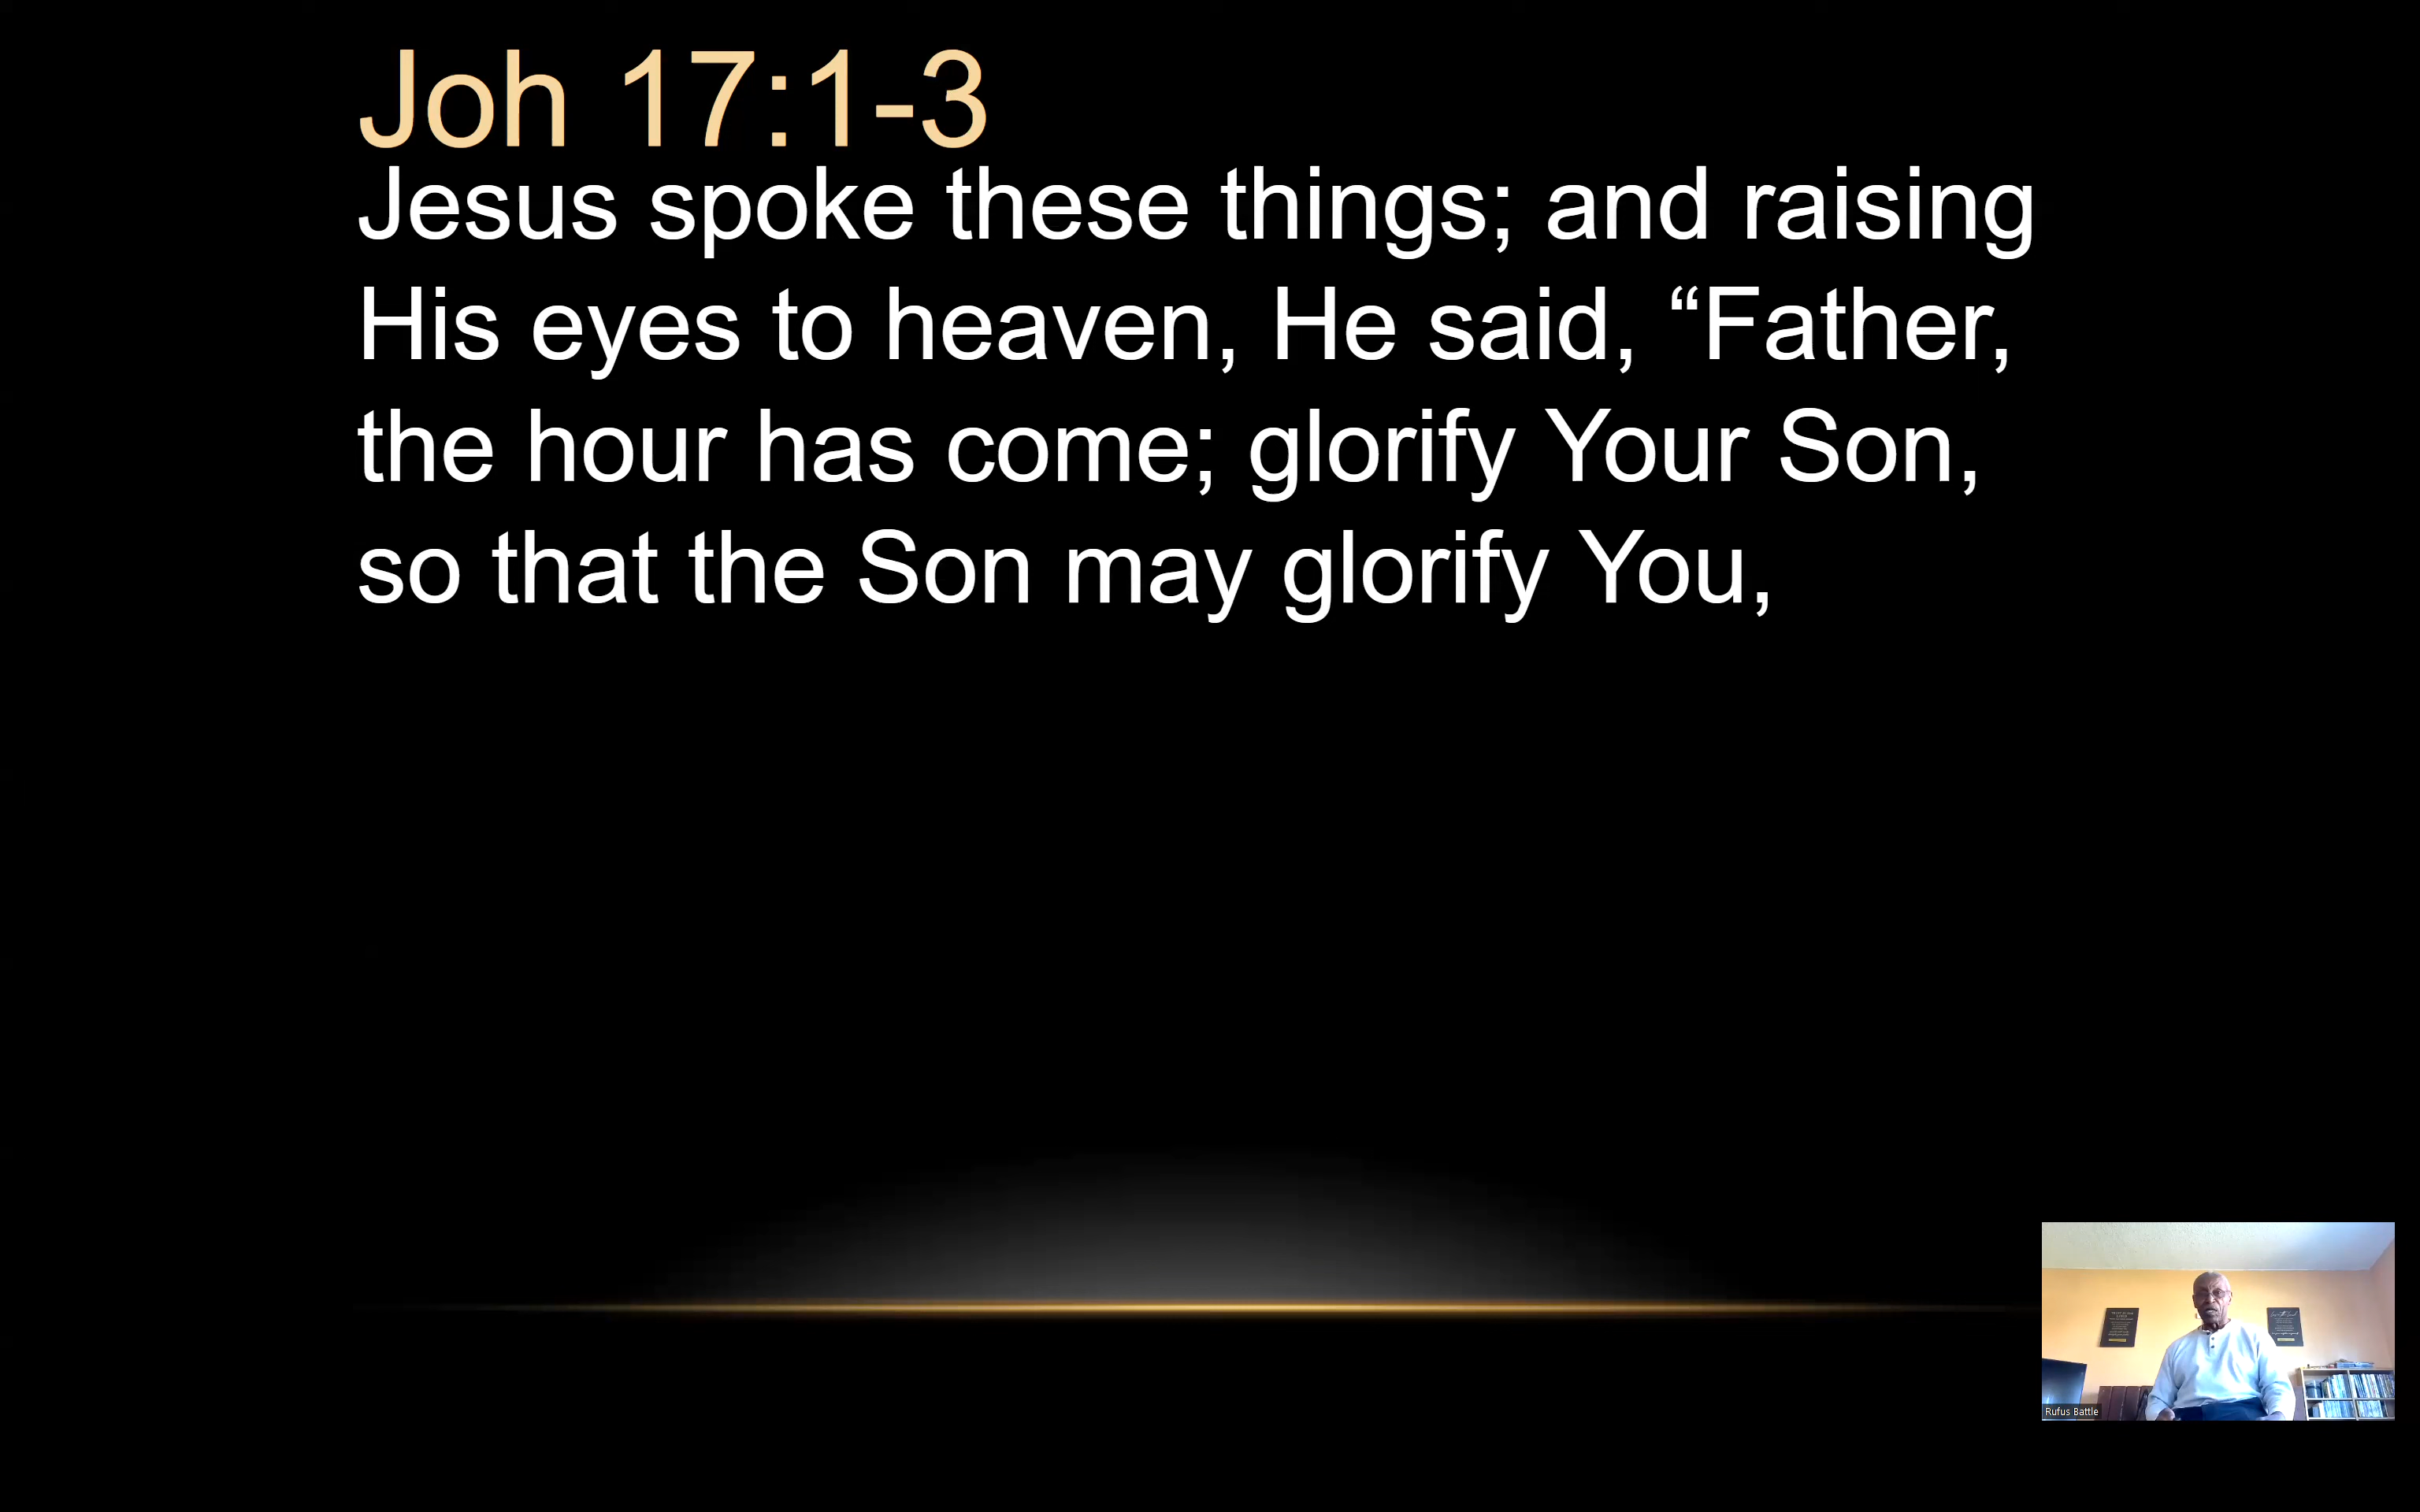 Joh 17:1-3
Jesus spoke these things; and raising
His eyes to heaven, He said, “Father,
the hour has come; glorify Your Son,
so that the Son may glorify You,
Rufus Battle